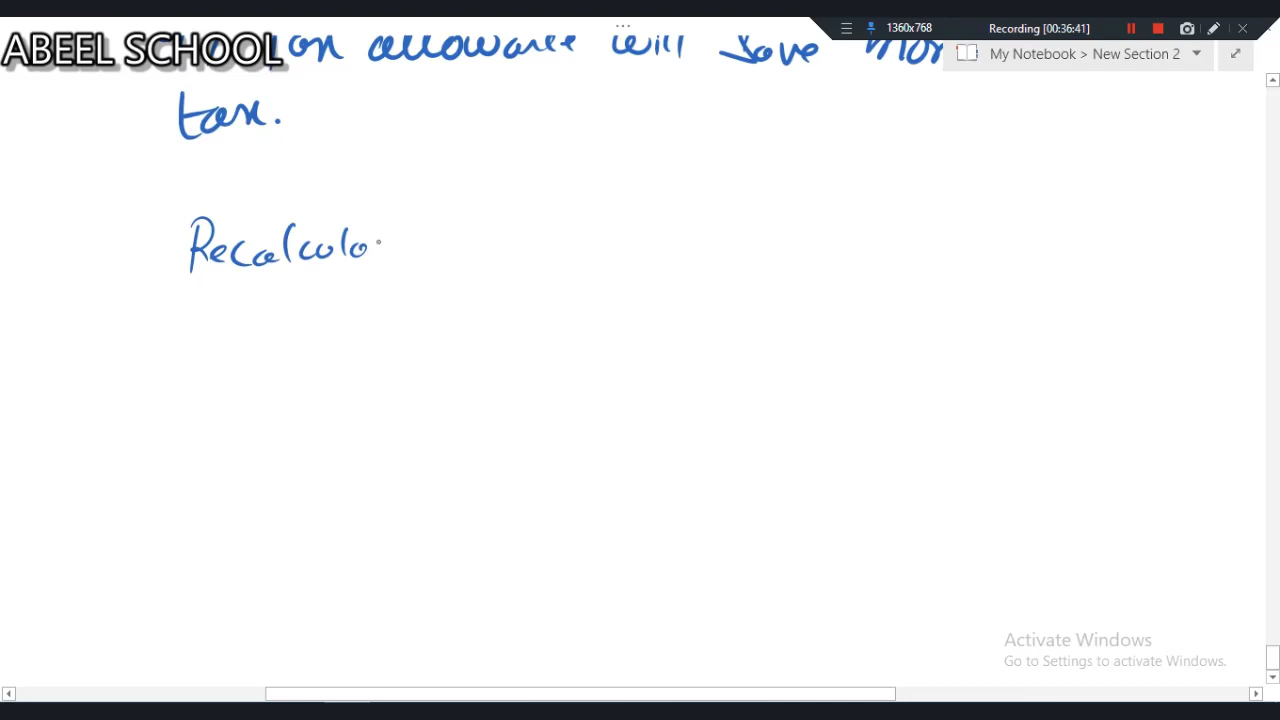 ABEEL SCHOOL
on allowance will save mor
tax.
Recalcula
1360x768
Recording [00:36:41]
My Notebook > New Section 2
Activate Windows
Go to Settings to activate Windows.